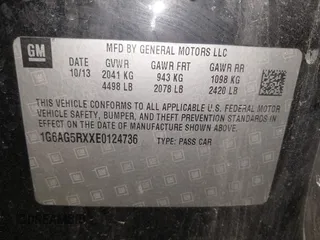 GM
MFD BY GENERAL MOTORS LLC
DATE GVWR GAWR FRT GAWR RR
10/13 2041 KG 943 KG 1098 KG
4498 LB 2078 LB 2420 LB
THIS VEHICLE CONFORMS TO ALL APPLICABLE U.S. FEDERAL MOTOR
VEHICLE SAFETY, BUMPER, AND THEFT PREVENTION STANDARDS IN
EFFECT ON THE DATE OF MANUFACTURE SHOWN ABOVE.
1G6AG5RXXE0124736 TYPE: PASS CAR